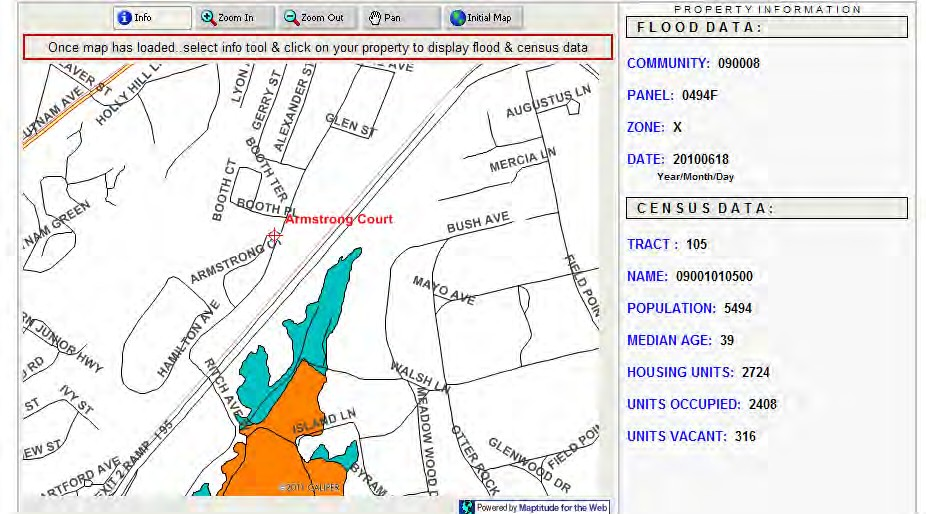 Info
Zoom In
Zoom Out
Pan
Initial Map
Once map has loaded, select info tool & click on your property to display flood & census data
AVER ST
UTNAM AVE
HOLLY HILL L
LYON
GERRY ST
ALEXANDER ST
AVE
GLEN ST
AUGUSTUS LN
MERCIA LN
BOOTH CT
BOOTH TER
BOOTH PL
Armstrong Court
NAM GREEN
ARMSTRONG CT
BUSH AVE
MAYO AVE
FIELD POIN
HAMILTON AVE
RN JUNIOR HWY
RD
RITCH AVE
WALSH LN
IVY ST
ST
EW ST
ISLAND LN
MEADOW WOOD D
OTTER ROCK
GLENWOOD DR
FIELD POIN
ARTFORD AVE
EXIT 2 RAMP
I 95
BYRAM
©2011 CALIPER
Powered by Maptitude for the Web
PROPERTY INFORMATION
FLOOD DATA:
COMMUNITY: 090008
PANEL: 0494F
ZONE: X
DATE: 20100618
Year/Month/Day
CENSUS DATA:
TRACT : 105
NAME: 09001010500
POPULATION: 5494
MEDIAN AGE: 39
HOUSING UNITS: 2724
UNITS OCCUPIED: 2408
UNITS VACANT: 316